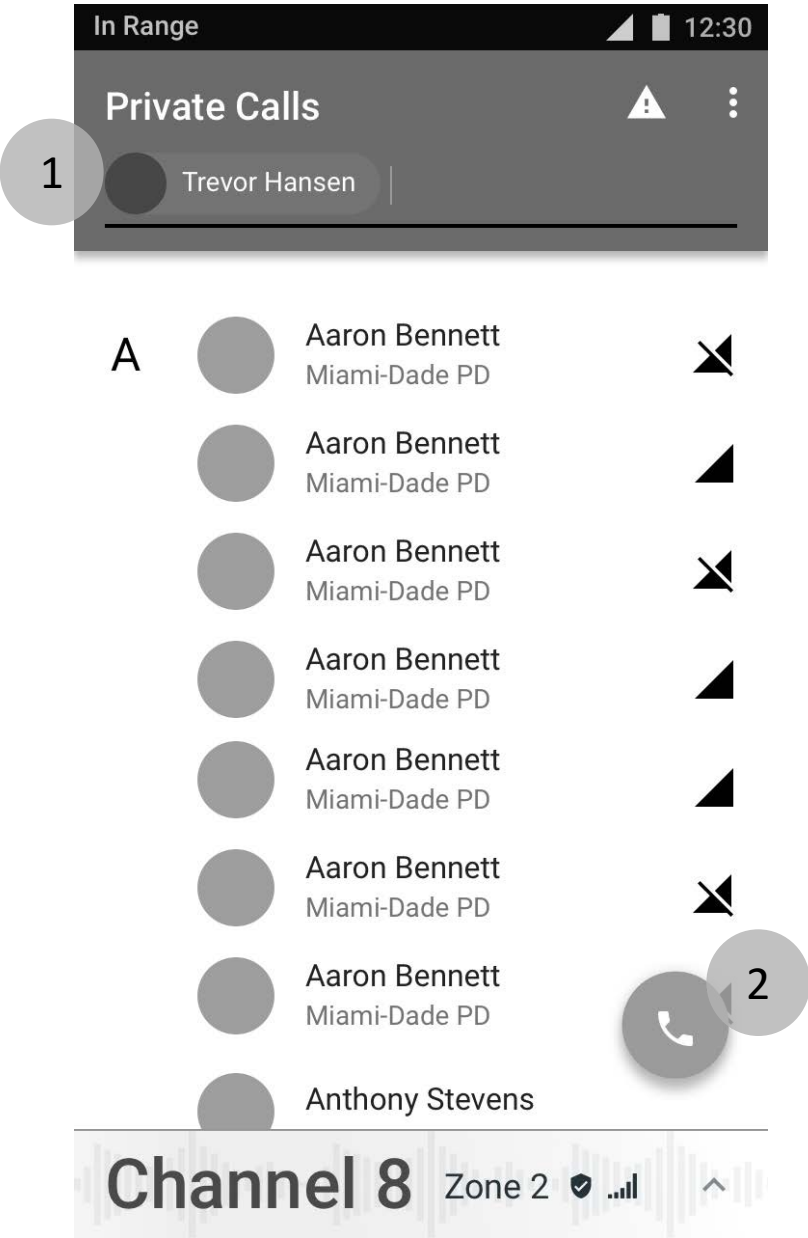 In Range 12:30
Private Calls
1
Trevor Hansen
A
Aaron Bennett
Miami-Dade PD
Aaron Bennett
Miami-Dade PD
Aaron Bennett
Miami-Dade PD
Aaron Bennett
Miami-Dade PD
Aaron Bennett
Miami-Dade PD
Aaron Bennett
Miami-Dade PD
Aaron Bennett
Miami-Dade PD
2
Anthony Stevens
Channel 8 Zone 2